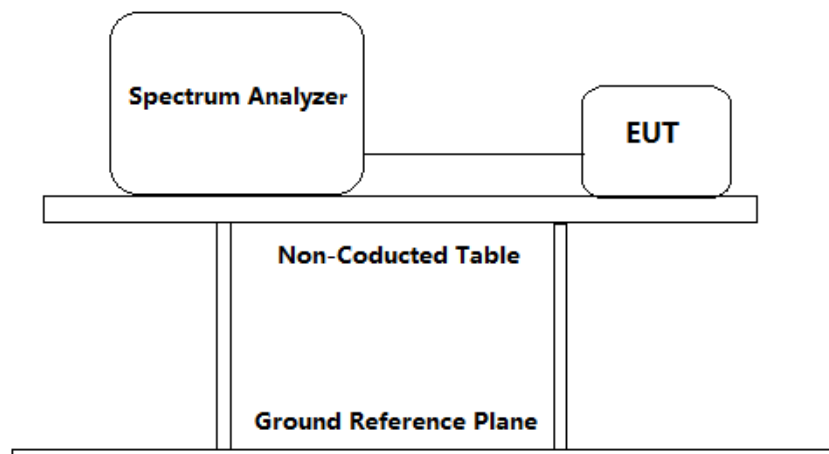 Spectrum Analyzer
EUT
Non-Coducted Table
Ground Reference Plane